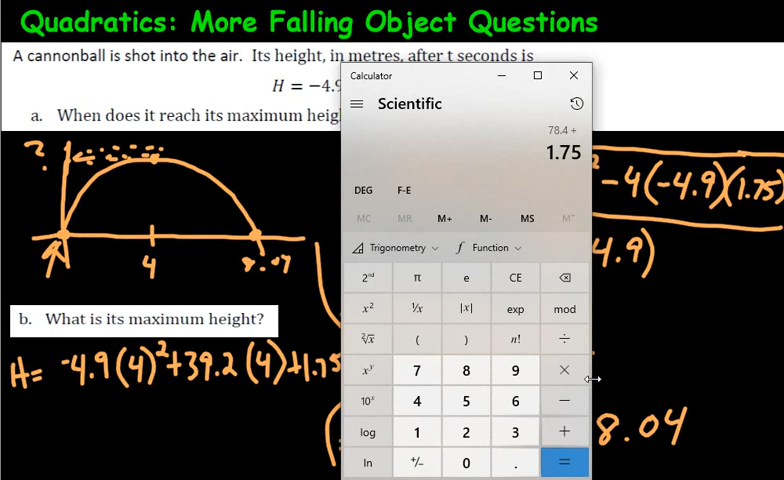 Quadratics: More Falling Object Questions
A cannonball is shot into the air. Its height, in metres, after t seconds is
H = −4.9
a. When does it reach its maximum heig
?
4
b. What is its maximum height?
H= -4.9(4)²+39.2(4)+1.75
Calculator
Scientific
78.4 +
1.75
DEG F-E
MC MR M+ M- MS M˅
Trigonometry Function
2ⁿᵈ π e CE
x² ¹/x |x| exp mod
²√x ( ) n! ÷
xʸ 7 8 9 ×
10ˣ 4 5 6 −
log 1 2 3 +
ln +/− 0 . =
² -4(-4.9)(1.75)
4.9)
8.04